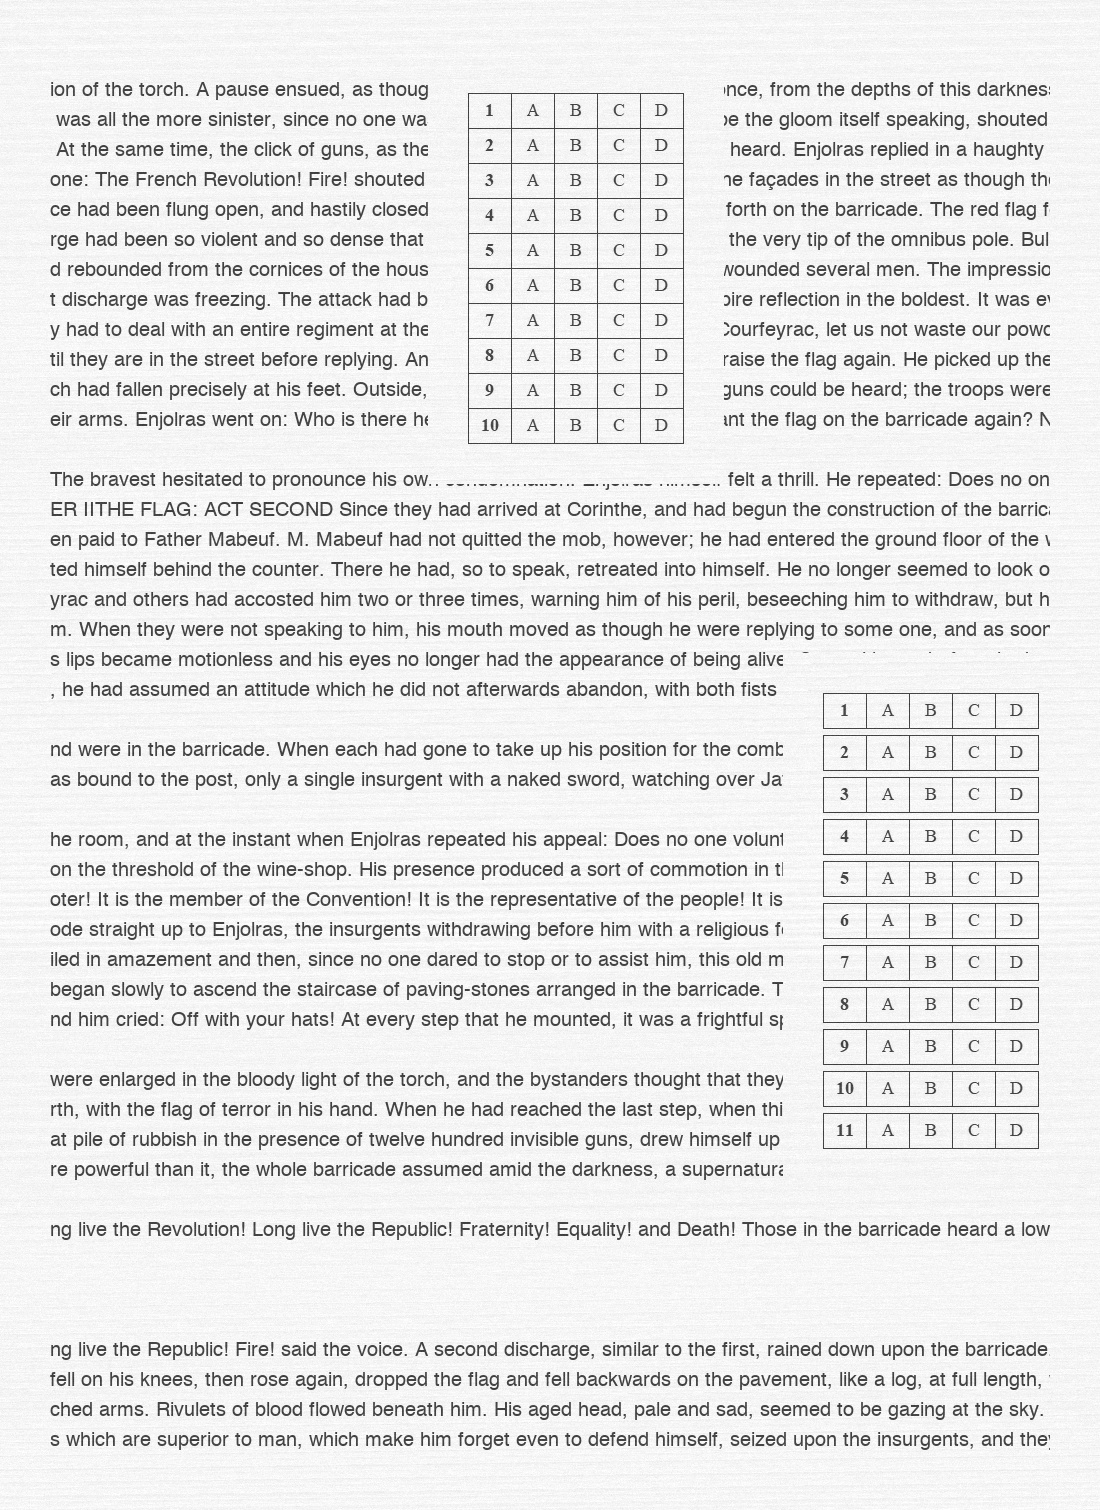 ion of the torch. A pause ensued, as thoug
once, from the depths of this darkness
was all the more sinister, since no one wa
be the gloom itself speaking, shouted
At the same time, the click of guns, as the
heard. Enjolras replied in a haughty
one: The French Revolution! Fire! shouted
façades in the street as though the
ce had been flung open, and hastily closed
forth on the barricade. The red flag f
rge had been so violent and so dense that
the very tip of the omnibus pole. Bul
d rebounded from the cornices of the hous
wounded several men. The impressio
t discharge was freezing. The attack had b
pire reflection in the boldest. It was ev
y had to deal with an entire regiment at the
Courfeyrac, let us not waste our powd
til they are in the street before replying. An
raise the flag again. He picked up the
ch had fallen precisely at his feet. Outside,
guns could be heard; the troops were
eir arms. Enjolras went on: Who is there he
ant the flag on the barricade again? N
1 A B C D
2 A B C D
3 A B C D
4 A B C D
5 A B C D
6 A B C D
7 A B C D
8 A B C D
9 A B C D
10 A B C D
The bravest hesitated to pronounce his own condemnation. Enjolras himself felt a thrill. He repeated: Does no on
ER IITHE FLAG: ACT SECOND Since they had arrived at Corinthe, and had begun the construction of the barrica
en paid to Father Mabeuf. M. Mabeuf had not quitted the mob, however; he had entered the ground floor of the w
ted himself behind the counter. There he had, so to speak, retreated into himself. He no longer seemed to look o
yrac and others had accosted him two or three times, warning him of his peril, beseeching him to withdraw, but h
m. When they were not speaking to him, his mouth moved as though he were replying to some one, and as soon
s lips became motionless and his eyes no longer had the appearance of being alive
, he had assumed an attitude which he did not afterwards abandon, with both fists
nd were in the barricade. When each had gone to take up his position for the comb
as bound to the post, only a single insurgent with a naked sword, watching over Ja
he room, and at the instant when Enjolras repeated his appeal: Does no one volunt
on the threshold of the wine-shop. His presence produced a sort of commotion in th
oter! It is the member of the Convention! It is the representative of the people! It is
ode straight up to Enjolras, the insurgents withdrawing before him with a religious fe
iled in amazement and then, since no one dared to stop or to assist him, this old m
began slowly to ascend the staircase of paving-stones arranged in the barricade. T
nd him cried: Off with your hats! At every step that he mounted, it was a frightful sp
were enlarged in the bloody light of the torch, and the bystanders thought that they
rth, with the flag of terror in his hand. When he had reached the last step, when thi
at pile of rubbish in the presence of twelve hundred invisible guns, drew himself up
re powerful than it, the whole barricade assumed amid the darkness, a supernatura
1 A B C D
2 A B C D
3 A B C D
4 A B C D
5 A B C D
6 A B C D
7 A B C D
8 A B C D
9 A B C D
10 A B C D
11 A B C D
ng live the Revolution! Long live the Republic! Fraternity! Equality! and Death! Those in the barricade heard a low
ng live the Republic! Fire! said the voice. A second discharge, similar to the first, rained down upon the barricade
fell on his knees, then rose again, dropped the flag and fell backwards on the pavement, like a log, at full length,
ched arms. Rivulets of blood flowed beneath him. His aged head, pale and sad, seemed to be gazing at the sky.
s which are superior to man, which make him forget even to defend himself, seized upon the insurgents, and they